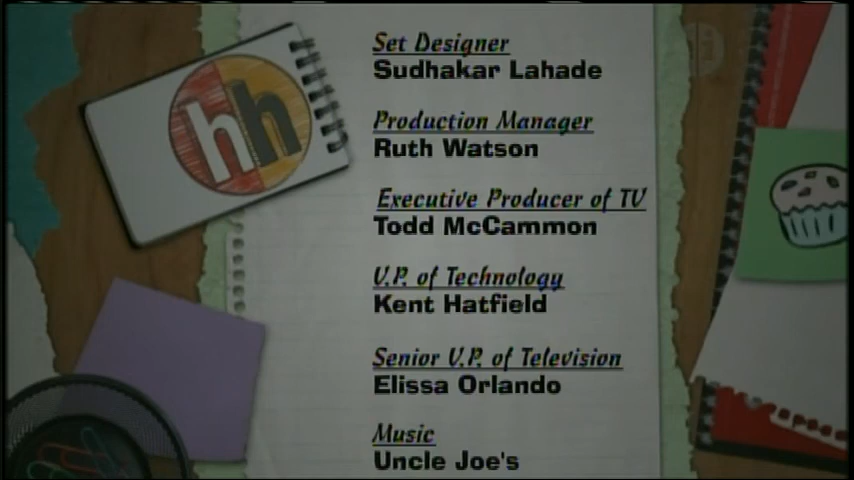 hh
Set Designer
Sudhakar Lahade
Production Manager
Ruth Watson
Executive Producer of TV
Todd McCammon
V.P. of Technology
Kent Hatfield
Senior V.P. of Television
Elissa Orlando
Music
Uncle Joe's